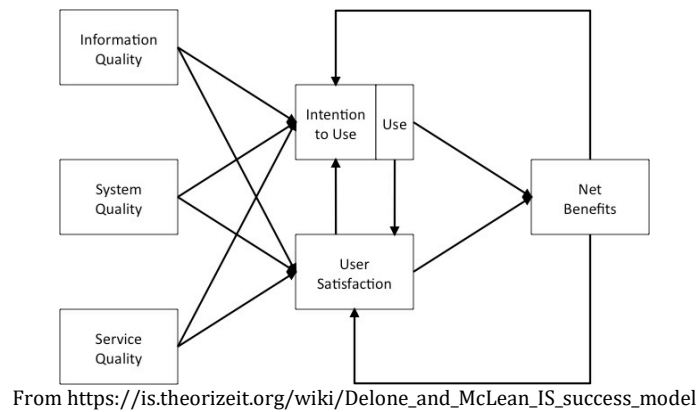 Information
Quality
Intention
to Use
Use
System
Quality
Net
Benefits
User
Satisfaction
Service
Quality
From https://is.theorizeit.org/wiki/Delone_and_McLean_IS_success_model